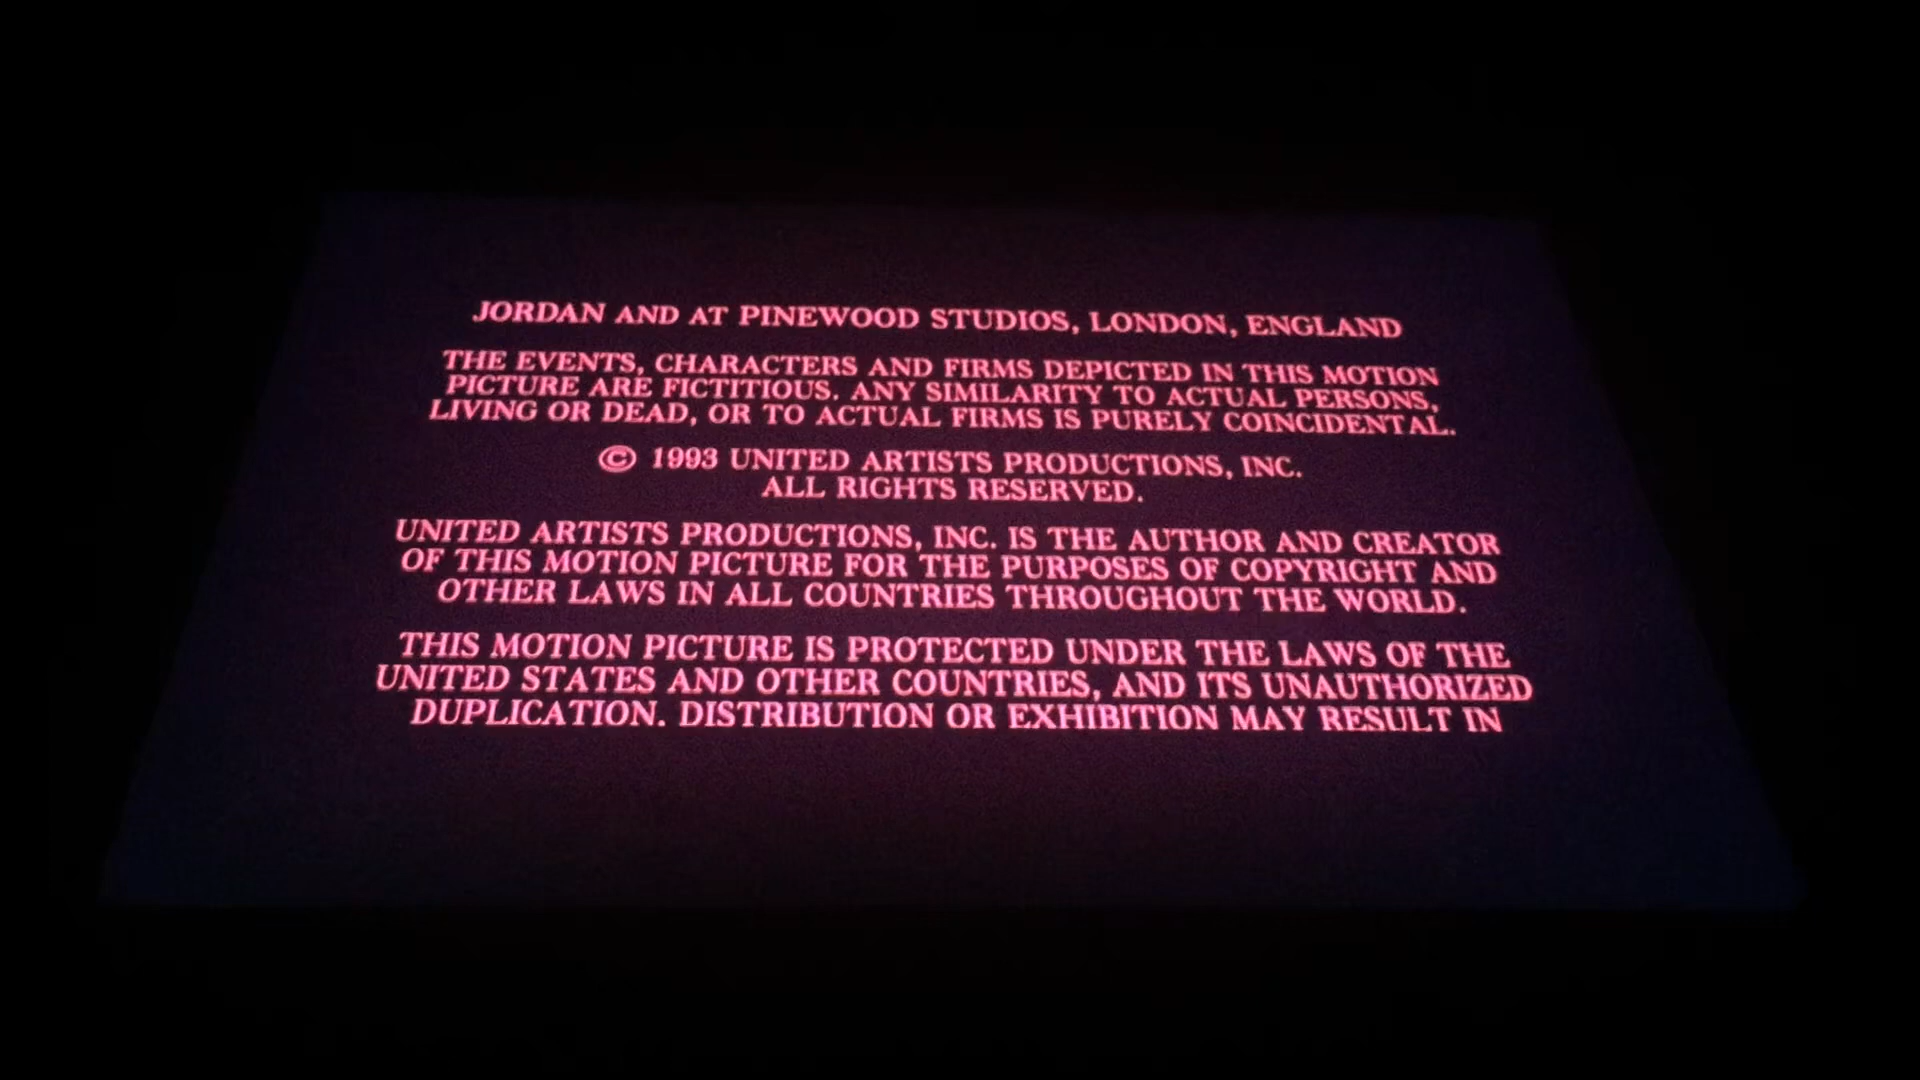 JORDAN AND AT PINEWOOD STUDIOS, LONDON, ENGLAND
THE EVENTS, CHARACTERS AND FIRMS DEPICTED IN THIS MOTION
PICTURE ARE FICTITIOUS. ANY SIMILARITY TO ACTUAL PERSONS,
LIVING OR DEAD, OR TO ACTUAL FIRMS IS PURELY COINCIDENTAL.
© 1993 UNITED ARTISTS PRODUCTIONS, INC.
ALL RIGHTS RESERVED.
UNITED ARTISTS PRODUCTIONS, INC. IS THE AUTHOR AND CREATOR
OF THIS MOTION PICTURE FOR THE PURPOSES OF COPYRIGHT AND
OTHER LAWS IN ALL COUNTRIES THROUGHOUT THE WORLD.
THIS MOTION PICTURE IS PROTECTED UNDER THE LAWS OF THE
UNITED STATES AND OTHER COUNTRIES, AND ITS UNAUTHORIZED
DUPLICATION. DISTRIBUTION OR EXHIBITION MAY RESULT IN